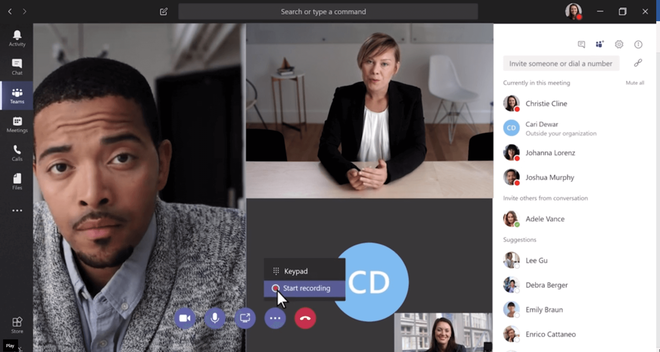 Search or type a command
Activity
Chat
Teams
Meetings
Calls
Files
Store
Play
Keypad
Start recording
CD
Invite someone or dial a number
Currently in this meeting
Mute all
Christie Cline
CD
Cari Dewar
Outside your organization
Johanna Lorenz
Joshua Murphy
Invite others from conversation
Adele Vance
Suggestions
Lee Gu
Debra Berger
Emily Braun
Enrico Cattaneo